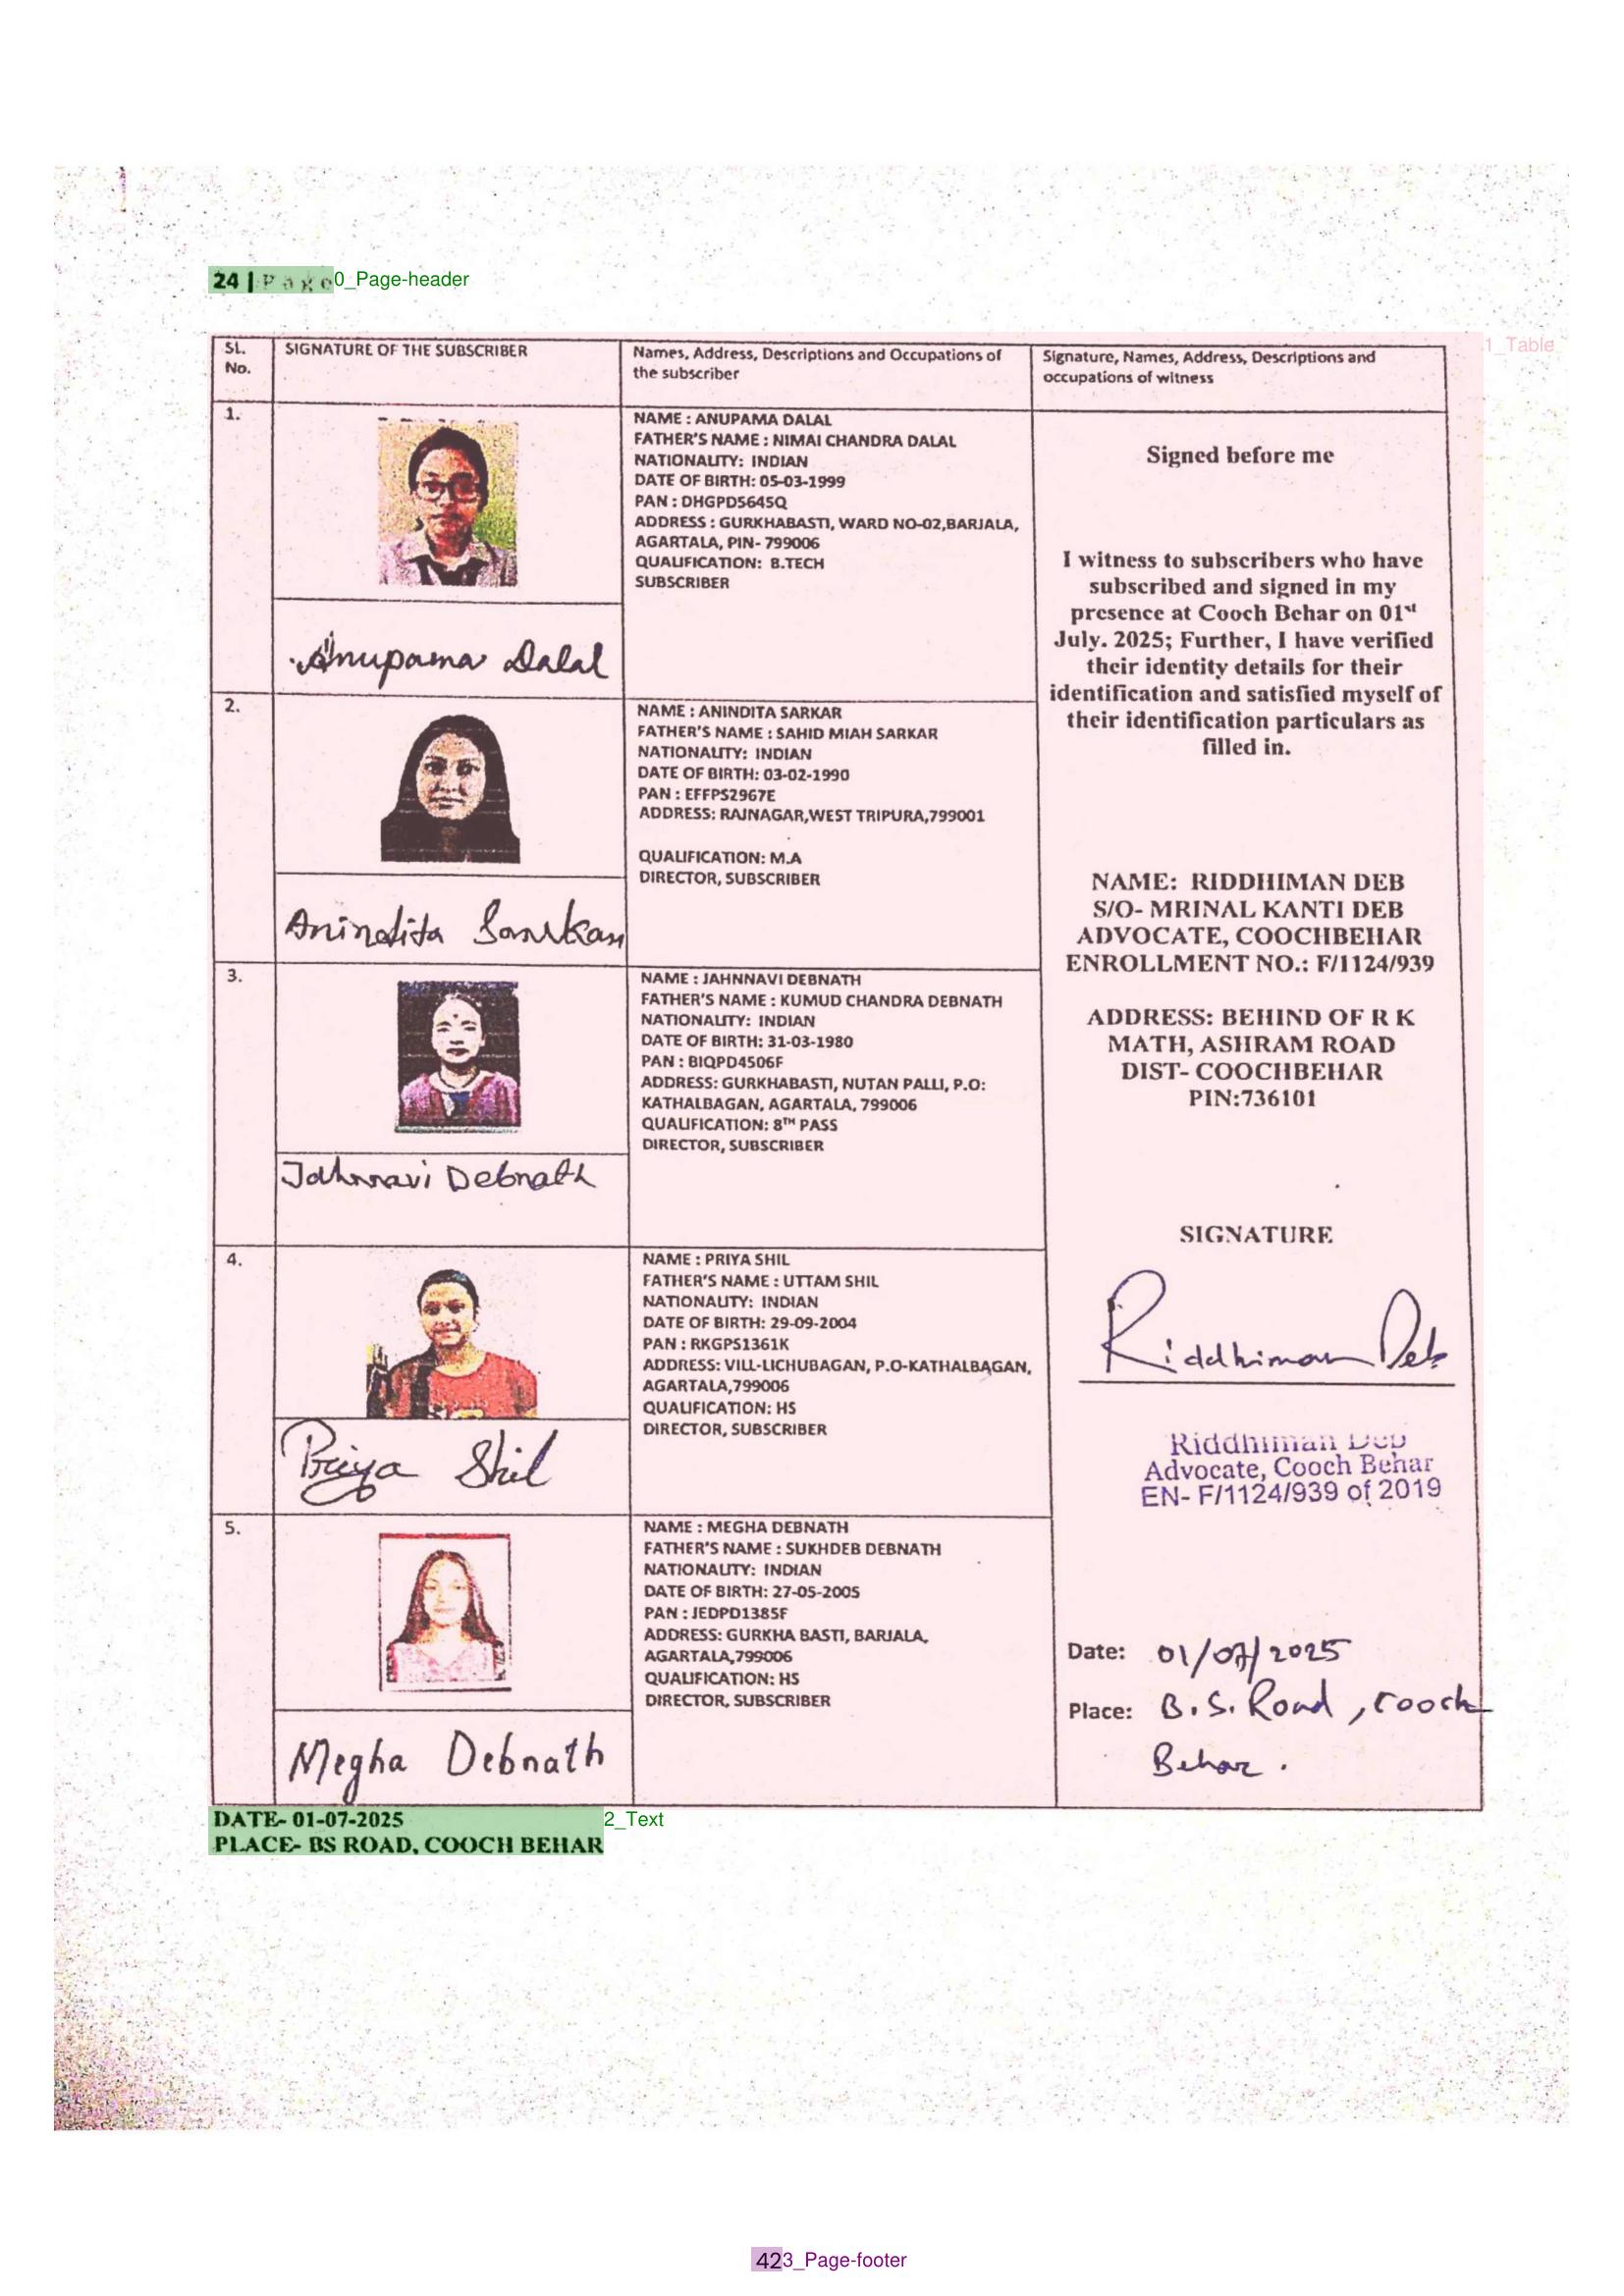 24 | Page 0_Page-header
1_Table
SL. No.
SIGNATURE OF THE SUBSCRIBER
Names, Address, Descriptions and Occupations of
the subscriber
Signature, Names, Address, Descriptions and
occupations of witness
1.
Anupama Dalal
NAME : ANUPAMA DALAL
FATHER'S NAME : NIMAI CHANDRA DALAL
NATIONALITY: INDIAN
DATE OF BIRTH: 05-03-1999
PAN : DHGPD5645Q
ADDRESS : GURKHABASTI, WARD NO-02,BARJALA,
AGARTALA, PIN- 799006
QUALIFICATION: B.TECH
SUBSCRIBER
2.
Anindita Sarkar
NAME : ANINDITA SARKAR
FATHER'S NAME : SAHID MIAH SARKAR
NATIONALITY: INDIAN
DATE OF BIRTH: 03-02-1990
PAN : EFFPS2967E
ADDRESS: RAJNAGAR,WEST TRIPURA,799001
QUALIFICATION: M.A
DIRECTOR, SUBSCRIBER
3.
Jahnnavi Debnath
NAME : JAHNNAVI DEBNATH
FATHER'S NAME : KUMUD CHANDRA DEBNATH
NATIONALITY: INDIAN
DATE OF BIRTH: 31-03-1980
PAN : BIQPD4506F
ADDRESS: GURKHABASTI, NUTAN PALLI, P.O:
KATHALBAGAN, AGARTALA, 799006
QUALIFICATION: 8TH PASS
DIRECTOR, SUBSCRIBER
4.
Priya Shil
NAME : PRIYA SHIL
FATHER'S NAME : UTTAM SHIL
NATIONALITY: INDIAN
DATE OF BIRTH: 29-09-2004
PAN : RKGPS1361K
ADDRESS: VILL-LICHUBAGAN, P.O-KATHALBAGAN,
AGARTALA,799006
QUALIFICATION: HS
DIRECTOR, SUBSCRIBER
5.
Megha Debnath
NAME : MEGHA DEBNATH
FATHER'S NAME : SUKHDEB DEBNATH
NATIONALITY: INDIAN
DATE OF BIRTH: 27-05-2005
PAN : JEDPD1385F
ADDRESS: GURKHA BASTI, BARJALA,
AGARTALA,799006
QUALIFICATION: HS
DIRECTOR, SUBSCRIBER
Signed before me
I witness to subscribers who have
subscribed and signed in my
presence at Cooch Behar on 01st
July. 2025; Further, I have verified
their identity details for their
identification and satisfied myself of
their identification particulars as
filled in.
NAME: RIDDHIMAN DEB
S/O- MRINAL KANTI DEB
ADVOCATE, COOCHBEHAR
ENROLLMENT NO.: F/1124/939
ADDRESS: BEHIND OF R K
MATH, ASHRAM ROAD
DIST- COOCHBEHAR
PIN:736101
SIGNATURE
Riddhiman Deb
Riddhiman Deb
Advocate, Cooch Behar
EN- F/1124/939 of 2019
Date: 01/07/2025
Place: B.S. Road, Cooch
Behar.
DATE- 01-07-2025 2_Text
PLACE- BS ROAD, COOCH BEHAR
42 3_Page-footer